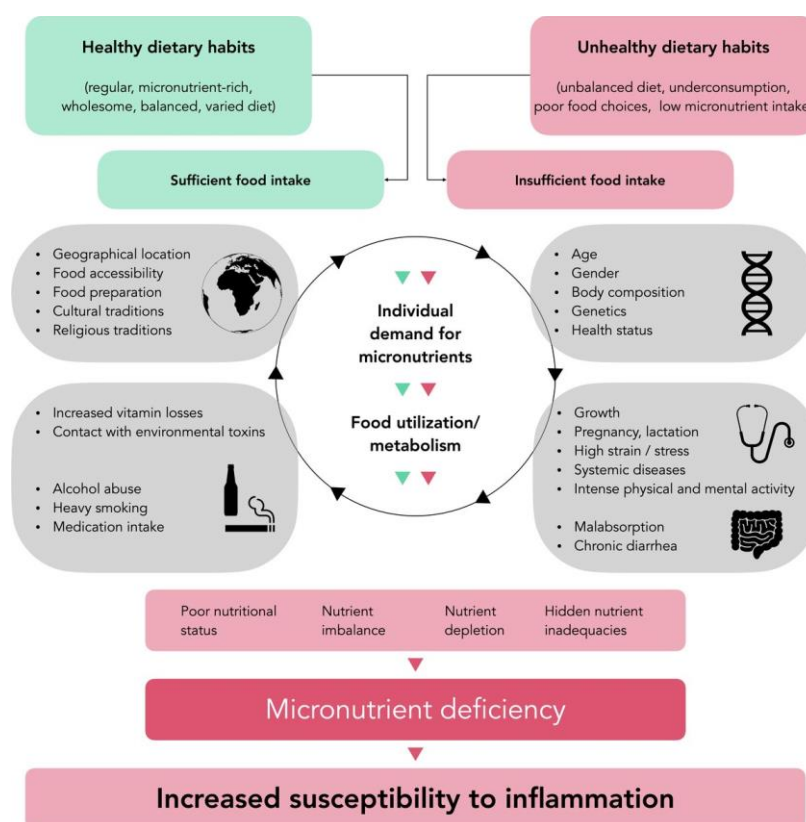 Healthy dietary habits
(regular, micronutrient-rich,
wholesome, balanced, varied diet)
Unhealthy dietary habits
(unbalanced diet, underconsumption,
poor food choices, low micronutrient intake
Sufficient food intake
Insufficient food intake
• Geographical location
• Food accessibility
• Food preparation
• Cultural traditions
• Religious traditions
Individual
demand for
micronutrients
Food utilization/
metabolism
• Age
• Gender
• Body composition
• Genetics
• Health status
• Increased vitamin losses
• Contact with environmental toxins
• Alcohol abuse
• Heavy smoking
• Medication intake
• Growth
• Pregnancy, lactation
• High strain / stress
• Systemic diseases
• Intense physical and mental activity
• Malabsorption
• Chronic diarrhea
Poor nutritional
status
Nutrient
imbalance
Nutrient
depletion
Hidden nutrient
inadequacies
Micronutrient deficiency
Increased susceptibility to inflammation